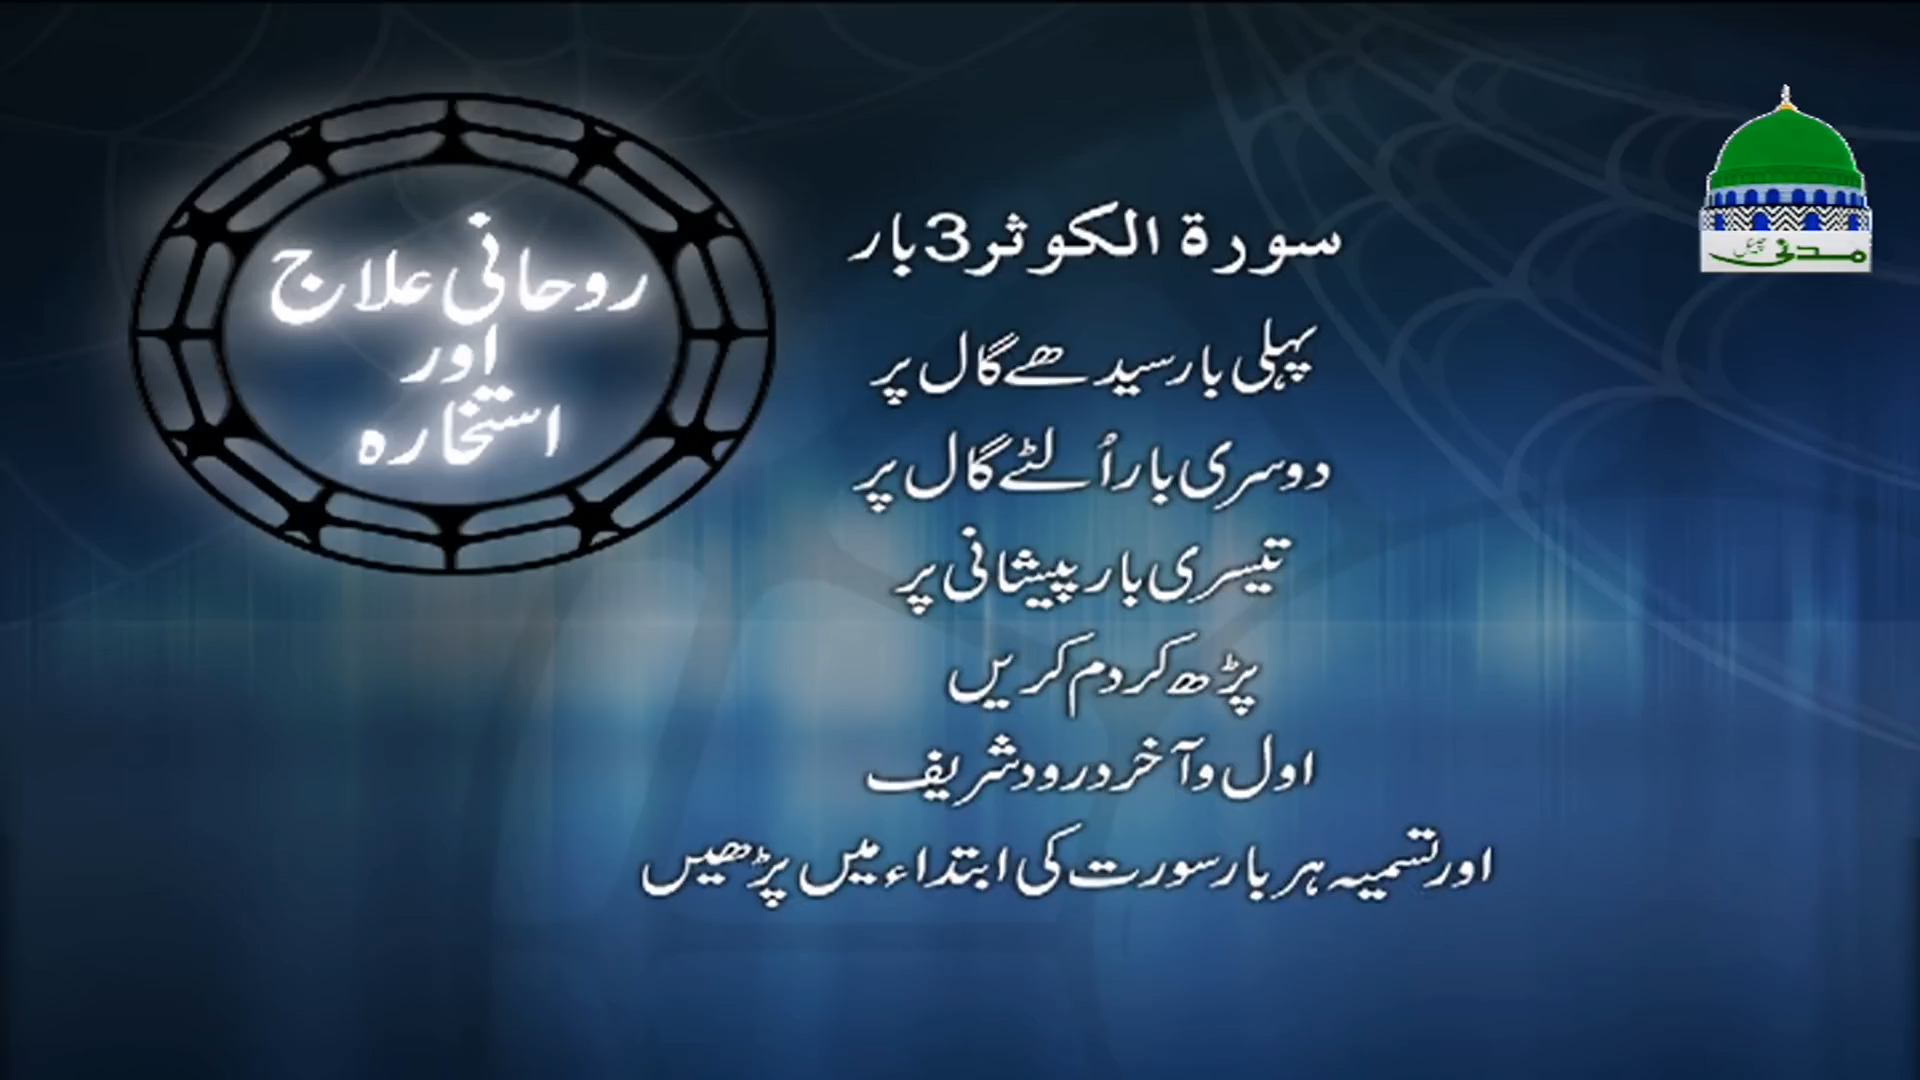 روحانی علاج
اور
استخارہ
سورۃ الکوثر 3 بار
پہلی بار سیدھے گال پر
دوسری بار اُلٹے گال پر
تیسری بار پیشانی پر
پڑھ کر دم کریں
اول و آخر درود شریف
اور تسمیہ ہر بار سورت کی ابتداء میں پڑھیں
مدنی چینل